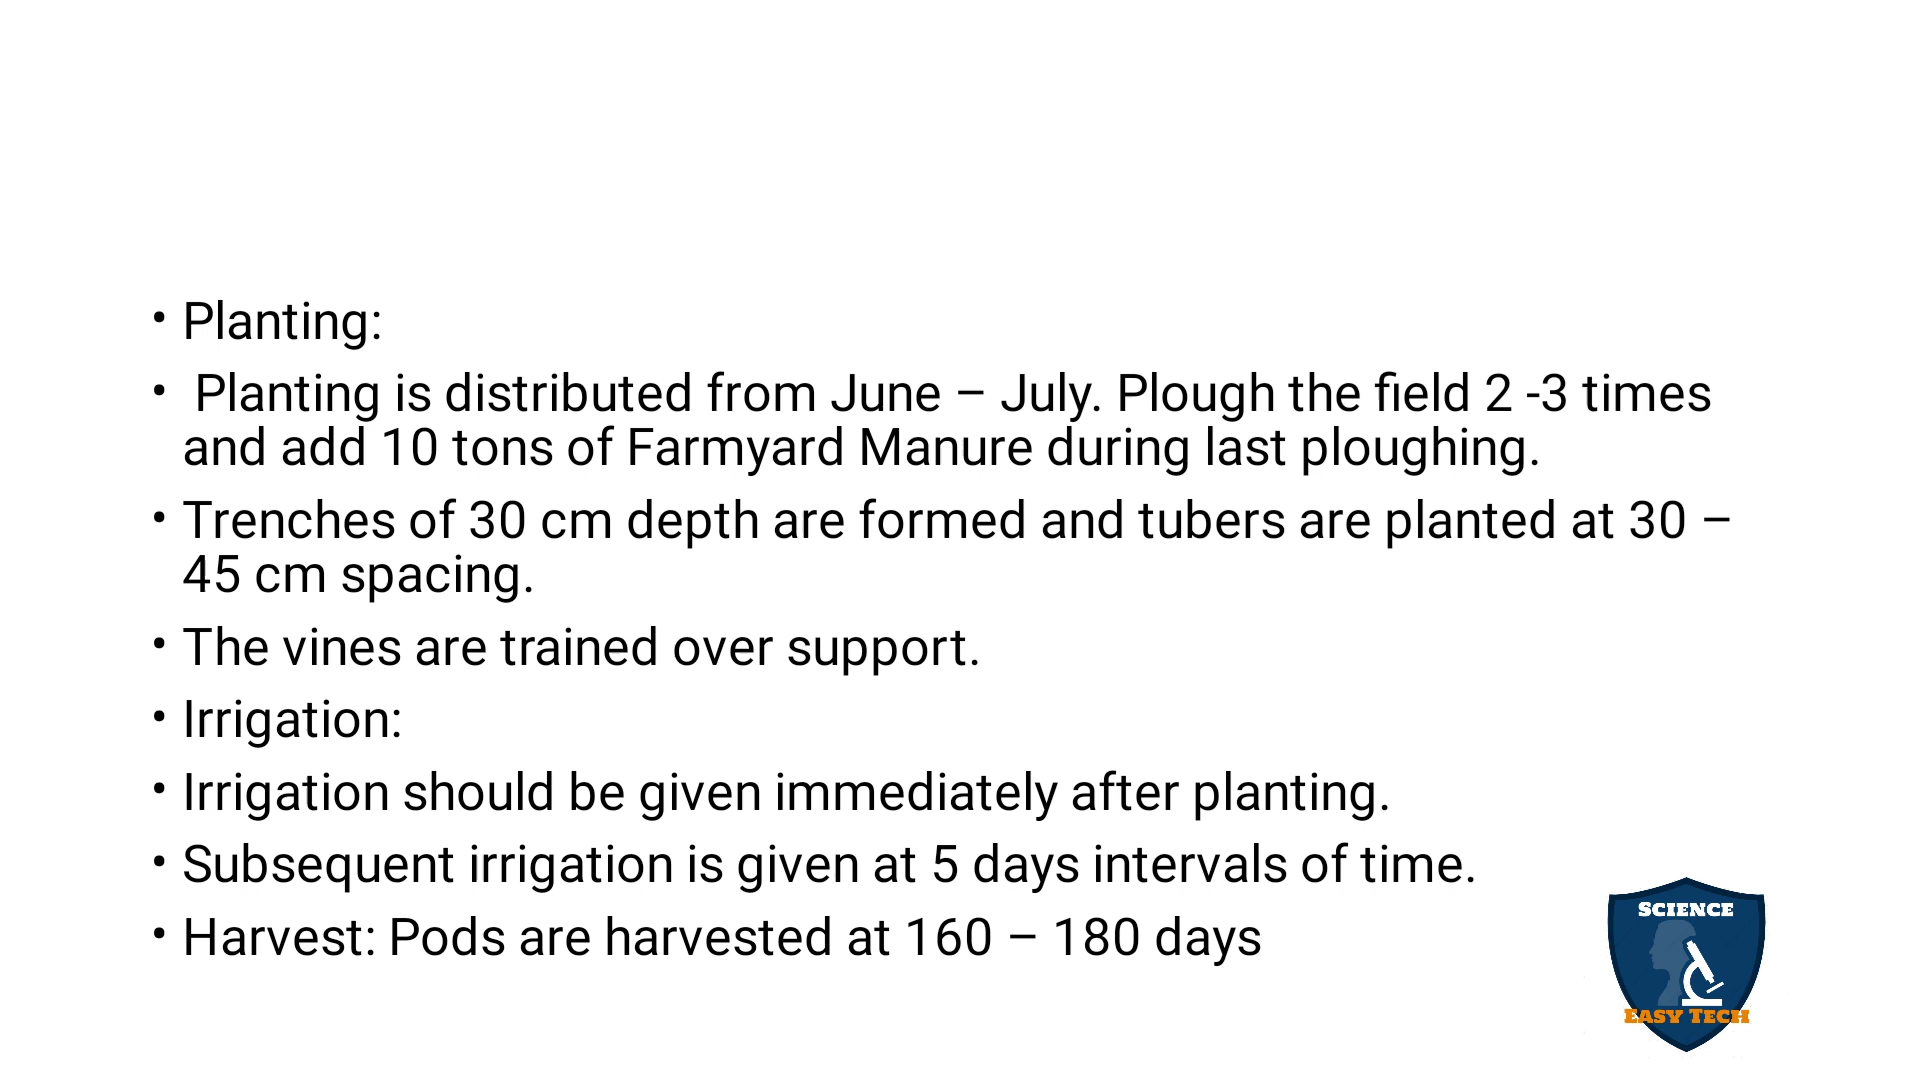 • Planting:
• Planting is distributed from June – July. Plough the field 2 -3 times
and add 10 tons of Farmyard Manure during last ploughing.
• Trenches of 30 cm depth are formed and tubers are planted at 30 –
45 cm spacing.
• The vines are trained over support.
• Irrigation:
• Irrigation should be given immediately after planting.
• Subsequent irrigation is given at 5 days intervals of time.
• Harvest: Pods are harvested at 160 – 180 days
SCIENCE
EASY TECH